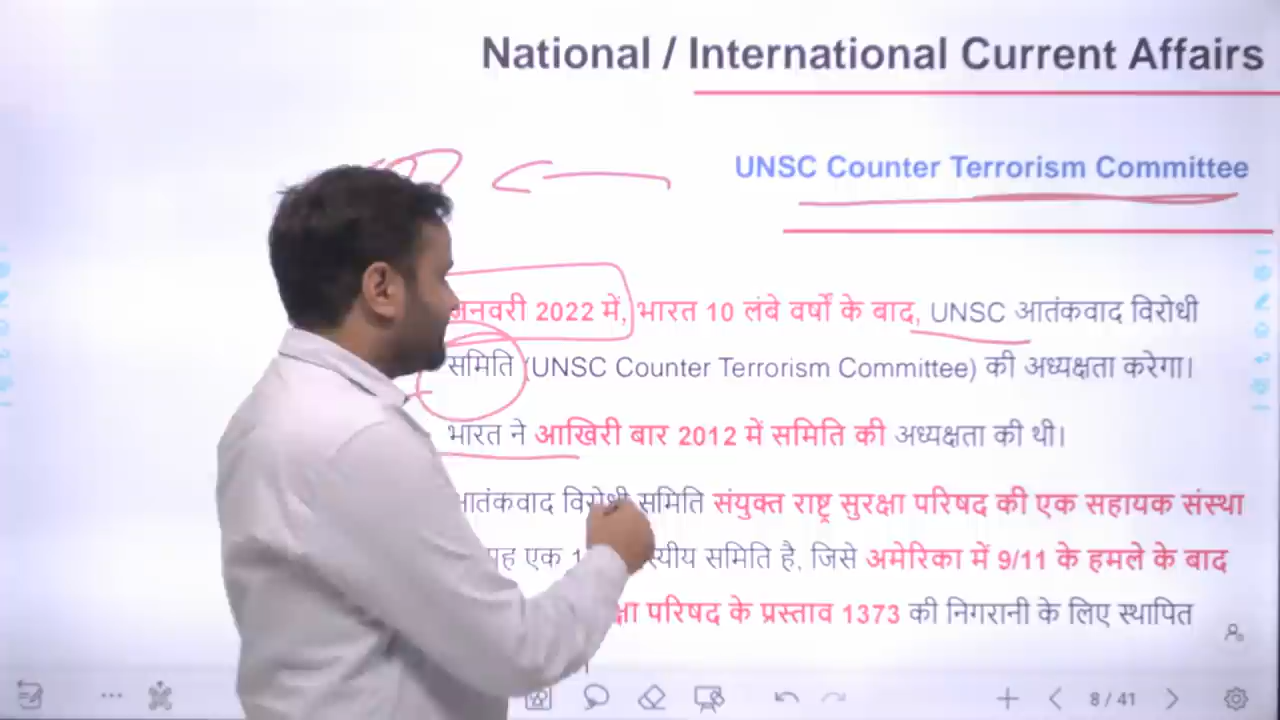 National / International Current Affairs
UNSC Counter Terrorism Committee
जनवरी 2022 में, भारत 10 लंबे वर्षों के बाद, UNSC आतंकवाद विरोधी
समिति (UNSC Counter Terrorism Committee) की अध्यक्षता करेगा।
भारत ने आखिरी बार 2012 में समिति की अध्यक्षता की थी।
आतंकवाद विरोधी समिति संयुक्त राष्ट्र सुरक्षा परिषद की एक सहायक संस्था
एक समिति है, जिसे अमेरिका में 9/11 के हमले के बाद
परिषद के प्रस्ताव 1373 की निगरानी के लिए स्थापित
8 / 41